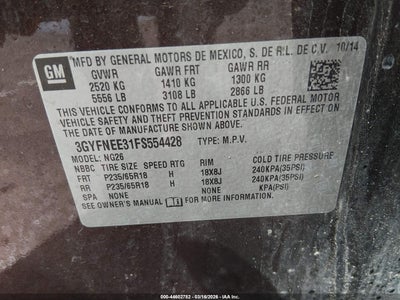 GM
MFD BY GENERAL MOTORS DE MEXICO, S. DE R.L. DE C.V. 10/14
GVWR GAWR FRT GAWR RR
2520 KG 1410 KG 1300 KG
5556 LB 3108 LB 2866 LB
THIS VEHICLE CONFORMS TO ALL APPLICABLE U.S. FEDERAL MOTOR
VEHICLE SAFETY AND THEFT PREVENTION STANDARDS IN EFFECT ON
THE DATE OF MANUFACTURE SHOWN ABOVE.
3GYFNEE31FS554428 TYPE: M.P.V.
MODEL: NG26
NBBC TIRE SIZE SPEED RTG RIM COLD TIRE PRESSURE
FRT P235/65R18 H 18X8J 240KPA(35PSI)
RR P235/65R18 H 18X8J 240KPA(35PSI)
SPA NONE NONE KPA(PSI)
SEE OWNER'S MANUAL FOR MORE INFORMATION.
000-44602782 - 03/18/2026 - IAA